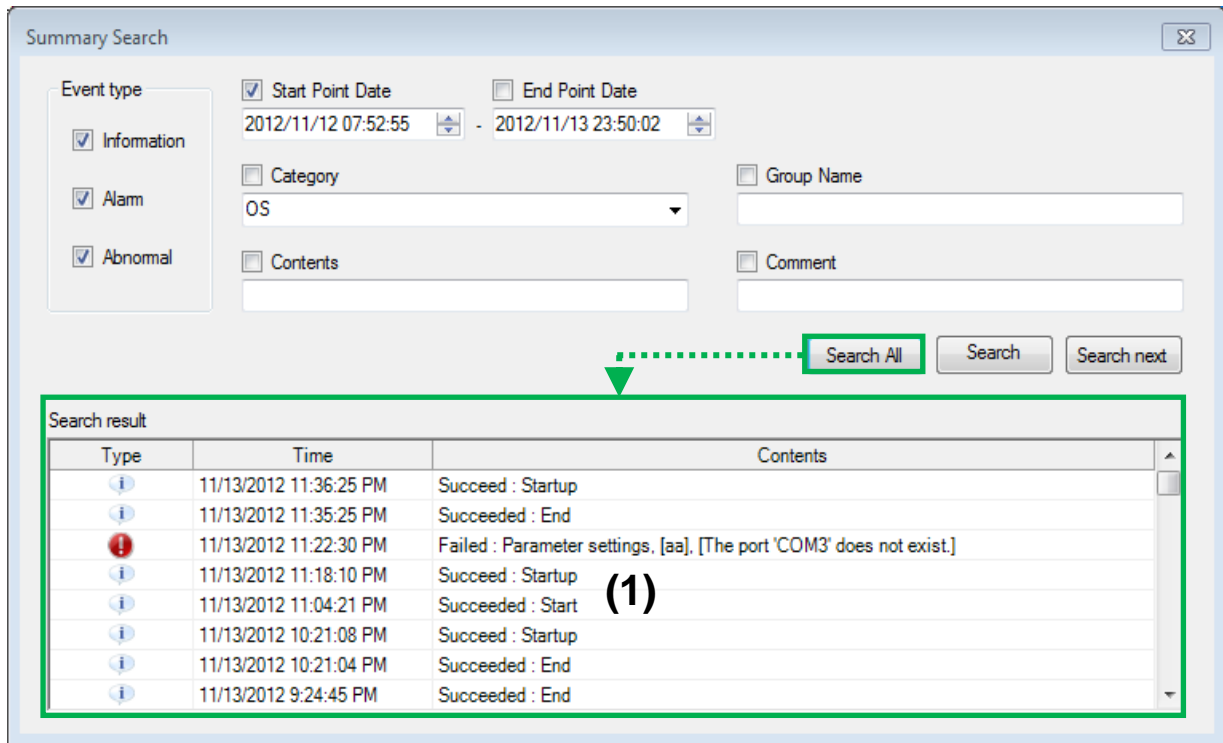 Summary Search
Event type
Information
Alarm
Abnormal
Start Point Date
End Point Date
2012/11/12 07:52:55 - 2012/11/13 23:50:02
Category
Group Name
OS
Contents
Comment
Search All
Search
Search next
Search result
Type Time Contents
11/13/2012 11:36:25 PM Succeed : Startup
11/13/2012 11:35:25 PM Succeeded : End
11/13/2012 11:22:30 PM Failed : Parameter settings, [aa], [The port 'COM3' does not exist.]
11/13/2012 11:18:10 PM Succeed : Startup
(1)
11/13/2012 11:04:21 PM Succeeded : Start
11/13/2012 10:21:08 PM Succeed : Startup
11/13/2012 10:21:04 PM Succeeded : End
11/13/2012 9:24:45 PM Succeeded : End